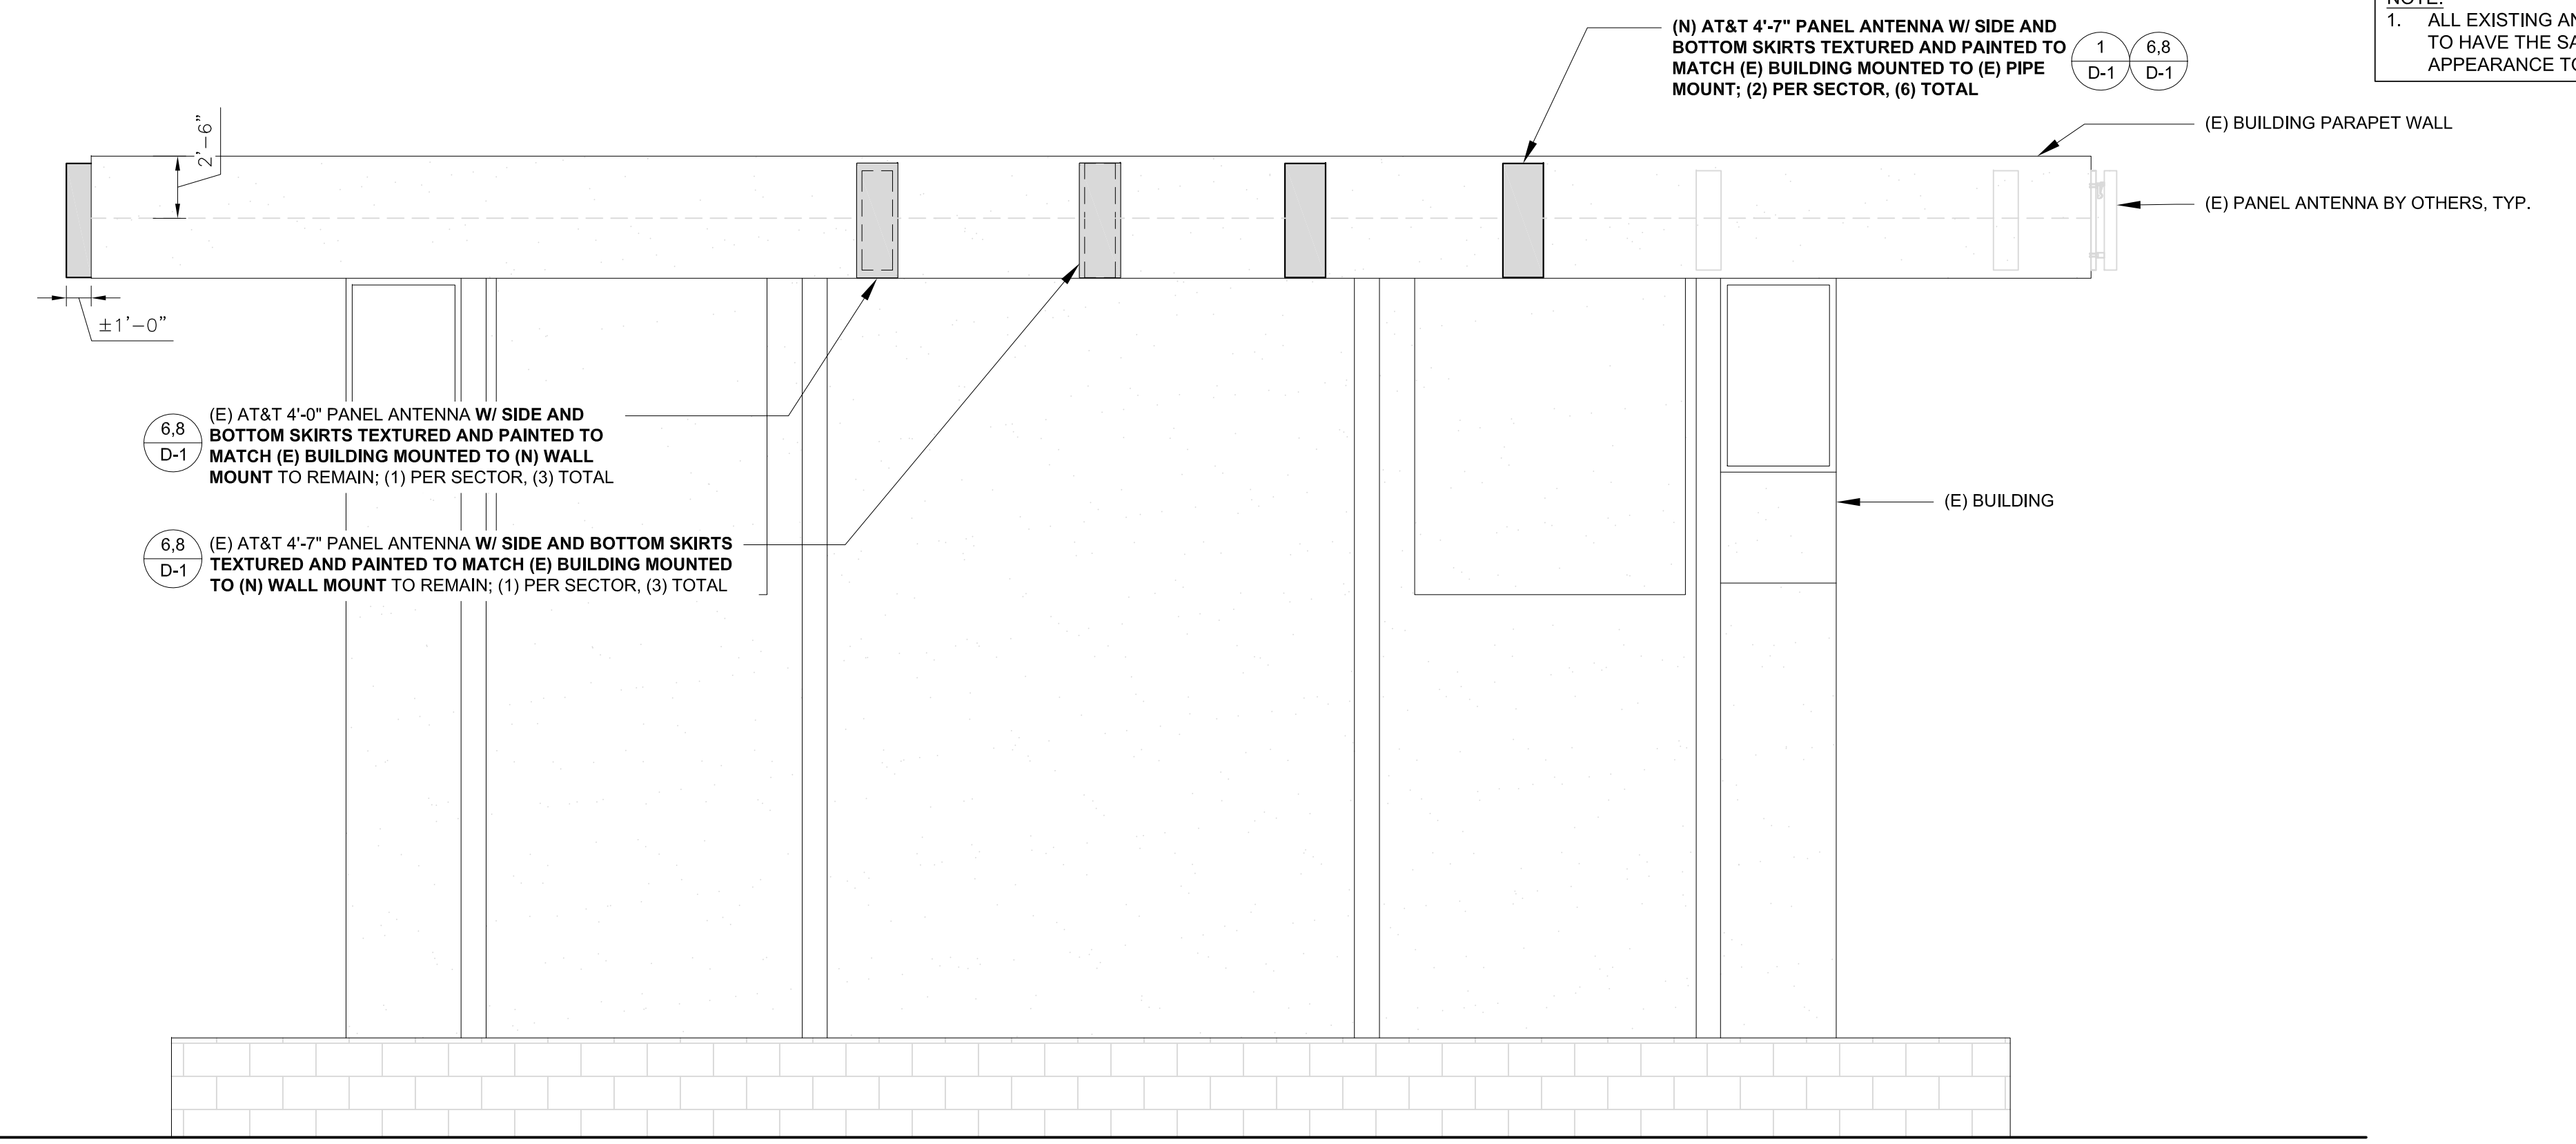 NOTE:
1. ALL EXISTING
TO HAVE THE
APPEARANCE
(N) AT&T 4'-7" PANEL ANTENNA W/ SIDE AND
BOTTOM SKIRTS TEXTURED AND PAINTED TO
MATCH (E) BUILDING MOUNTED TO (E) PIPE
MOUNT; (2) PER SECTOR, (6) TOTAL
1
D-1
6,8
D-1
(E) BUILDING PARAPET WALL
2'-6"
(E) PANEL ANTENNA BY OTHERS, TYP.
±1'-0"
6,8
D-1
(E) AT&T 4'-0" PANEL ANTENNA W/ SIDE AND
BOTTOM SKIRTS TEXTURED AND PAINTED TO
MATCH (E) BUILDING MOUNTED TO (N) WALL
MOUNT TO REMAIN; (1) PER SECTOR, (3) TOTAL
(E) BUILDING
6,8
D-1
(E) AT&T 4'-7" PANEL ANTENNA W/ SIDE AND BOTTOM SKIRTS
TEXTURED AND PAINTED TO MATCH (E) BUILDING MOUNTED
TO (N) WALL MOUNT TO REMAIN; (1) PER SECTOR, (3) TOTAL